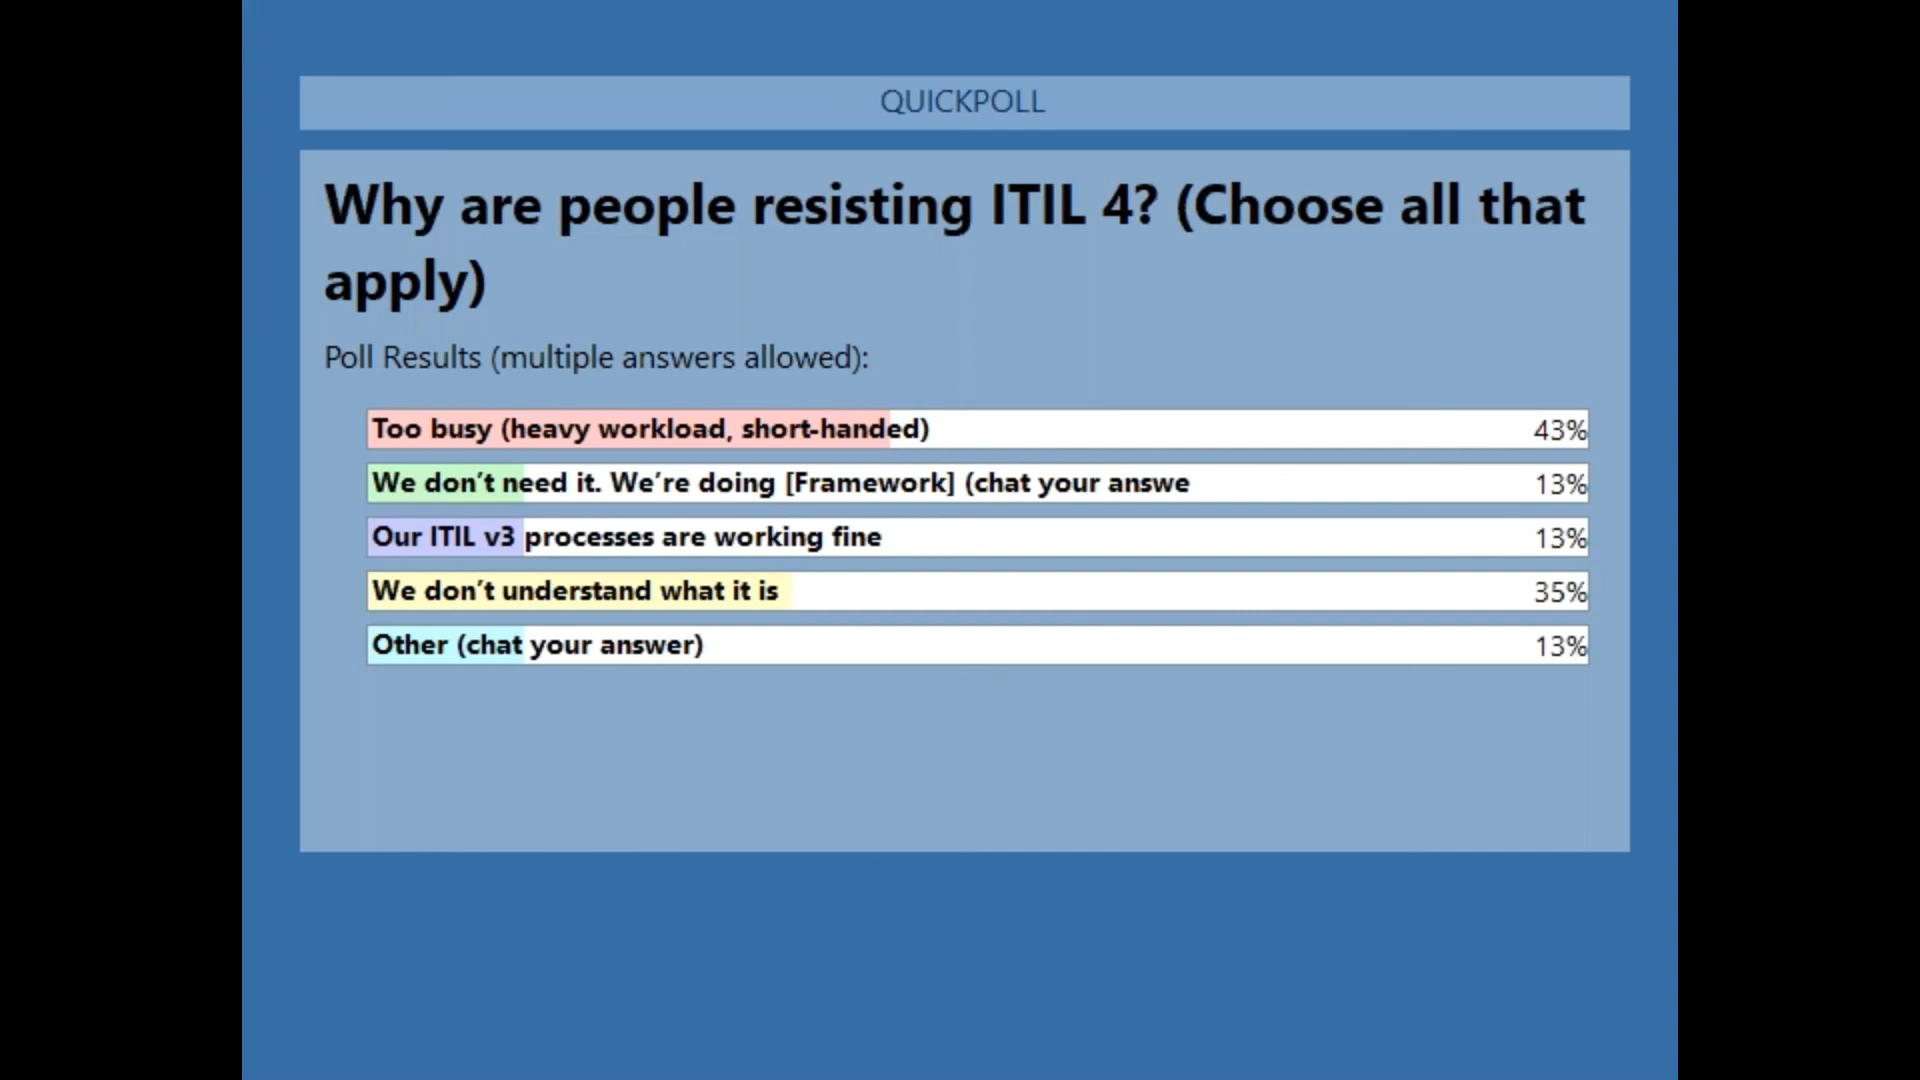 QUICKPOLL
Why are people resisting ITIL 4? (Choose all that
apply)
Poll Results (multiple answers allowed):
Too busy (heavy workload, short-handed) 43%
We don’t need it. We’re doing [Framework] (chat your answe 13%
Our ITIL v3 processes are working fine 13%
We don’t understand what it is 35%
Other (chat your answer) 13%